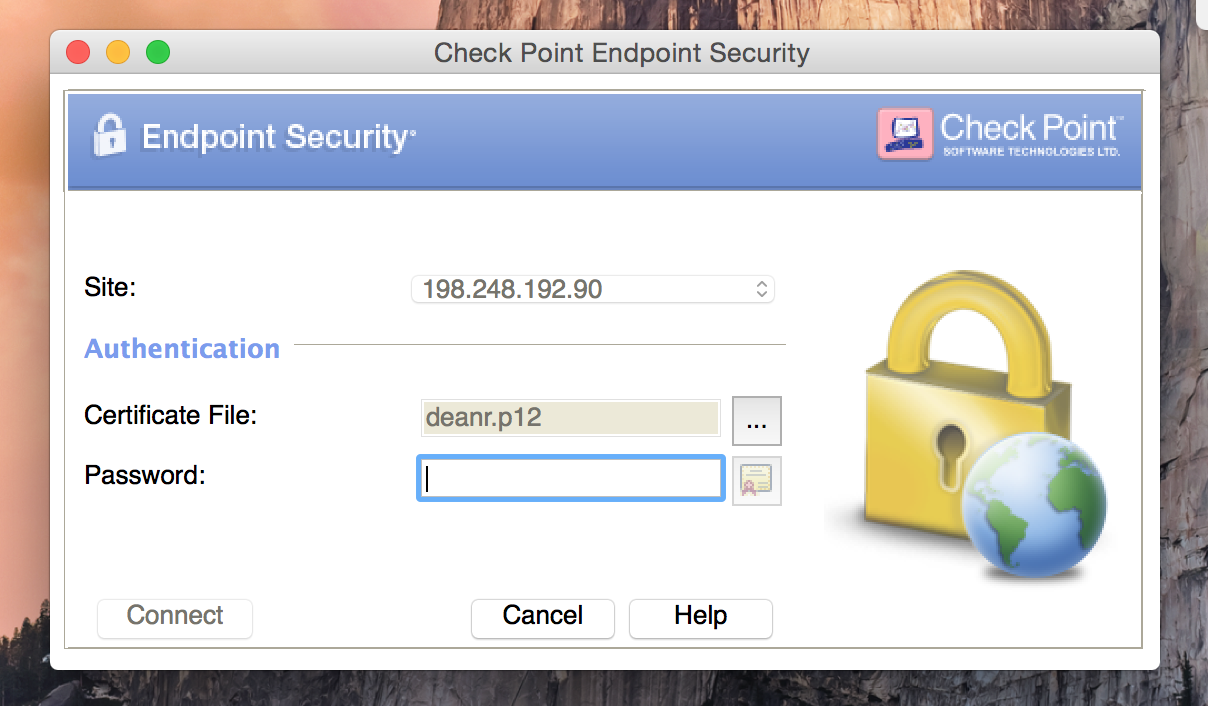 Check Point Endpoint Security
Endpoint Security®
Check Point™
SOFTWARE TECHNOLOGIES LTD.
Site:
198.248.192.90
Authentication
Certificate File:
deanr.p12
...
Password:
Connect
Cancel
Help